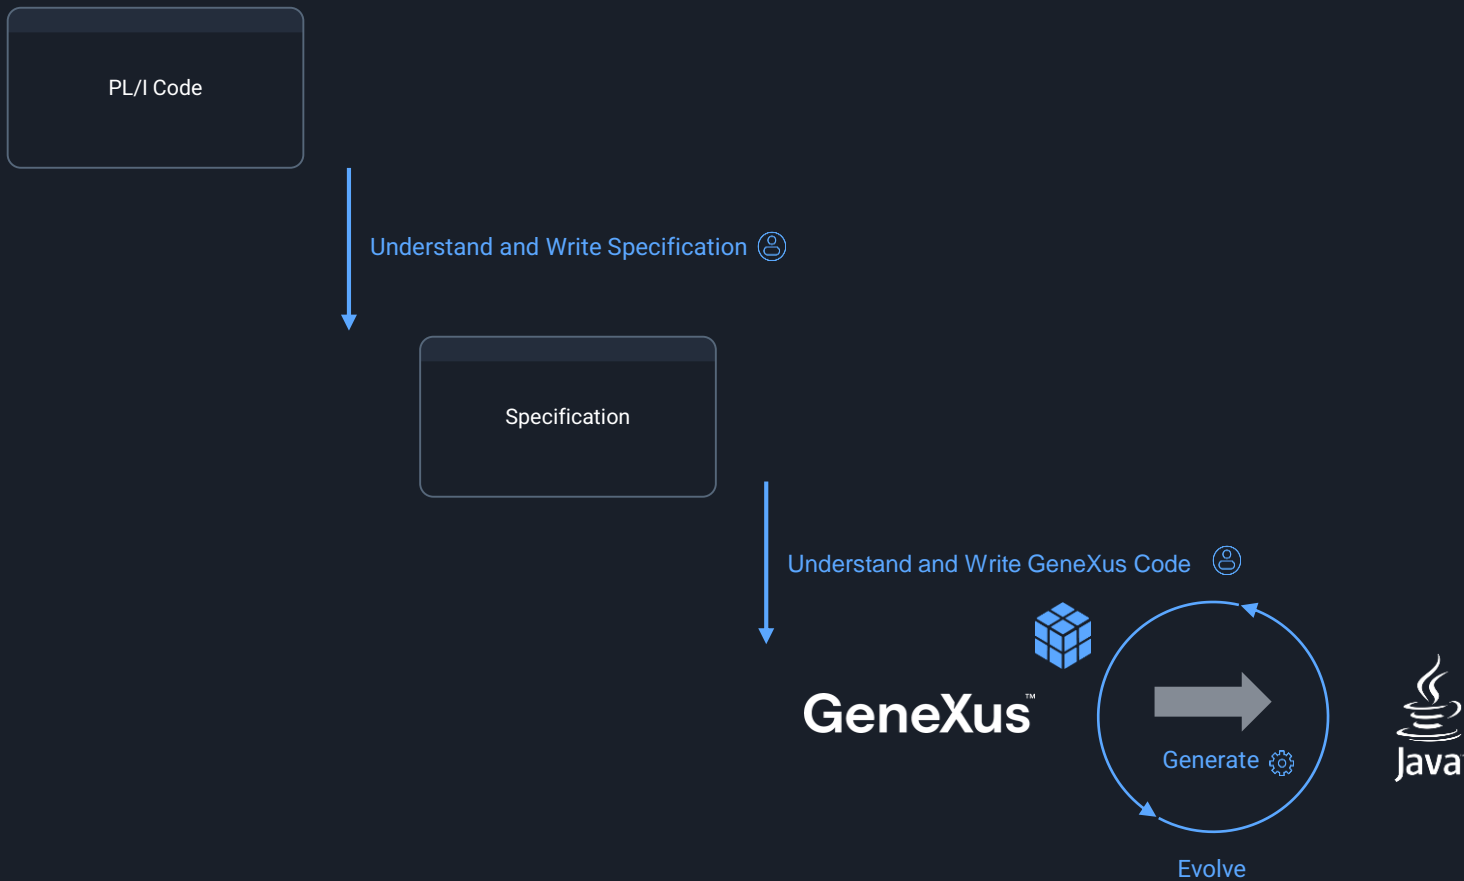 PL/I Code
Understand and Write Specification
Specification
Understand and Write GeneXus Code
GeneXus™
Generate
Java
Evolve